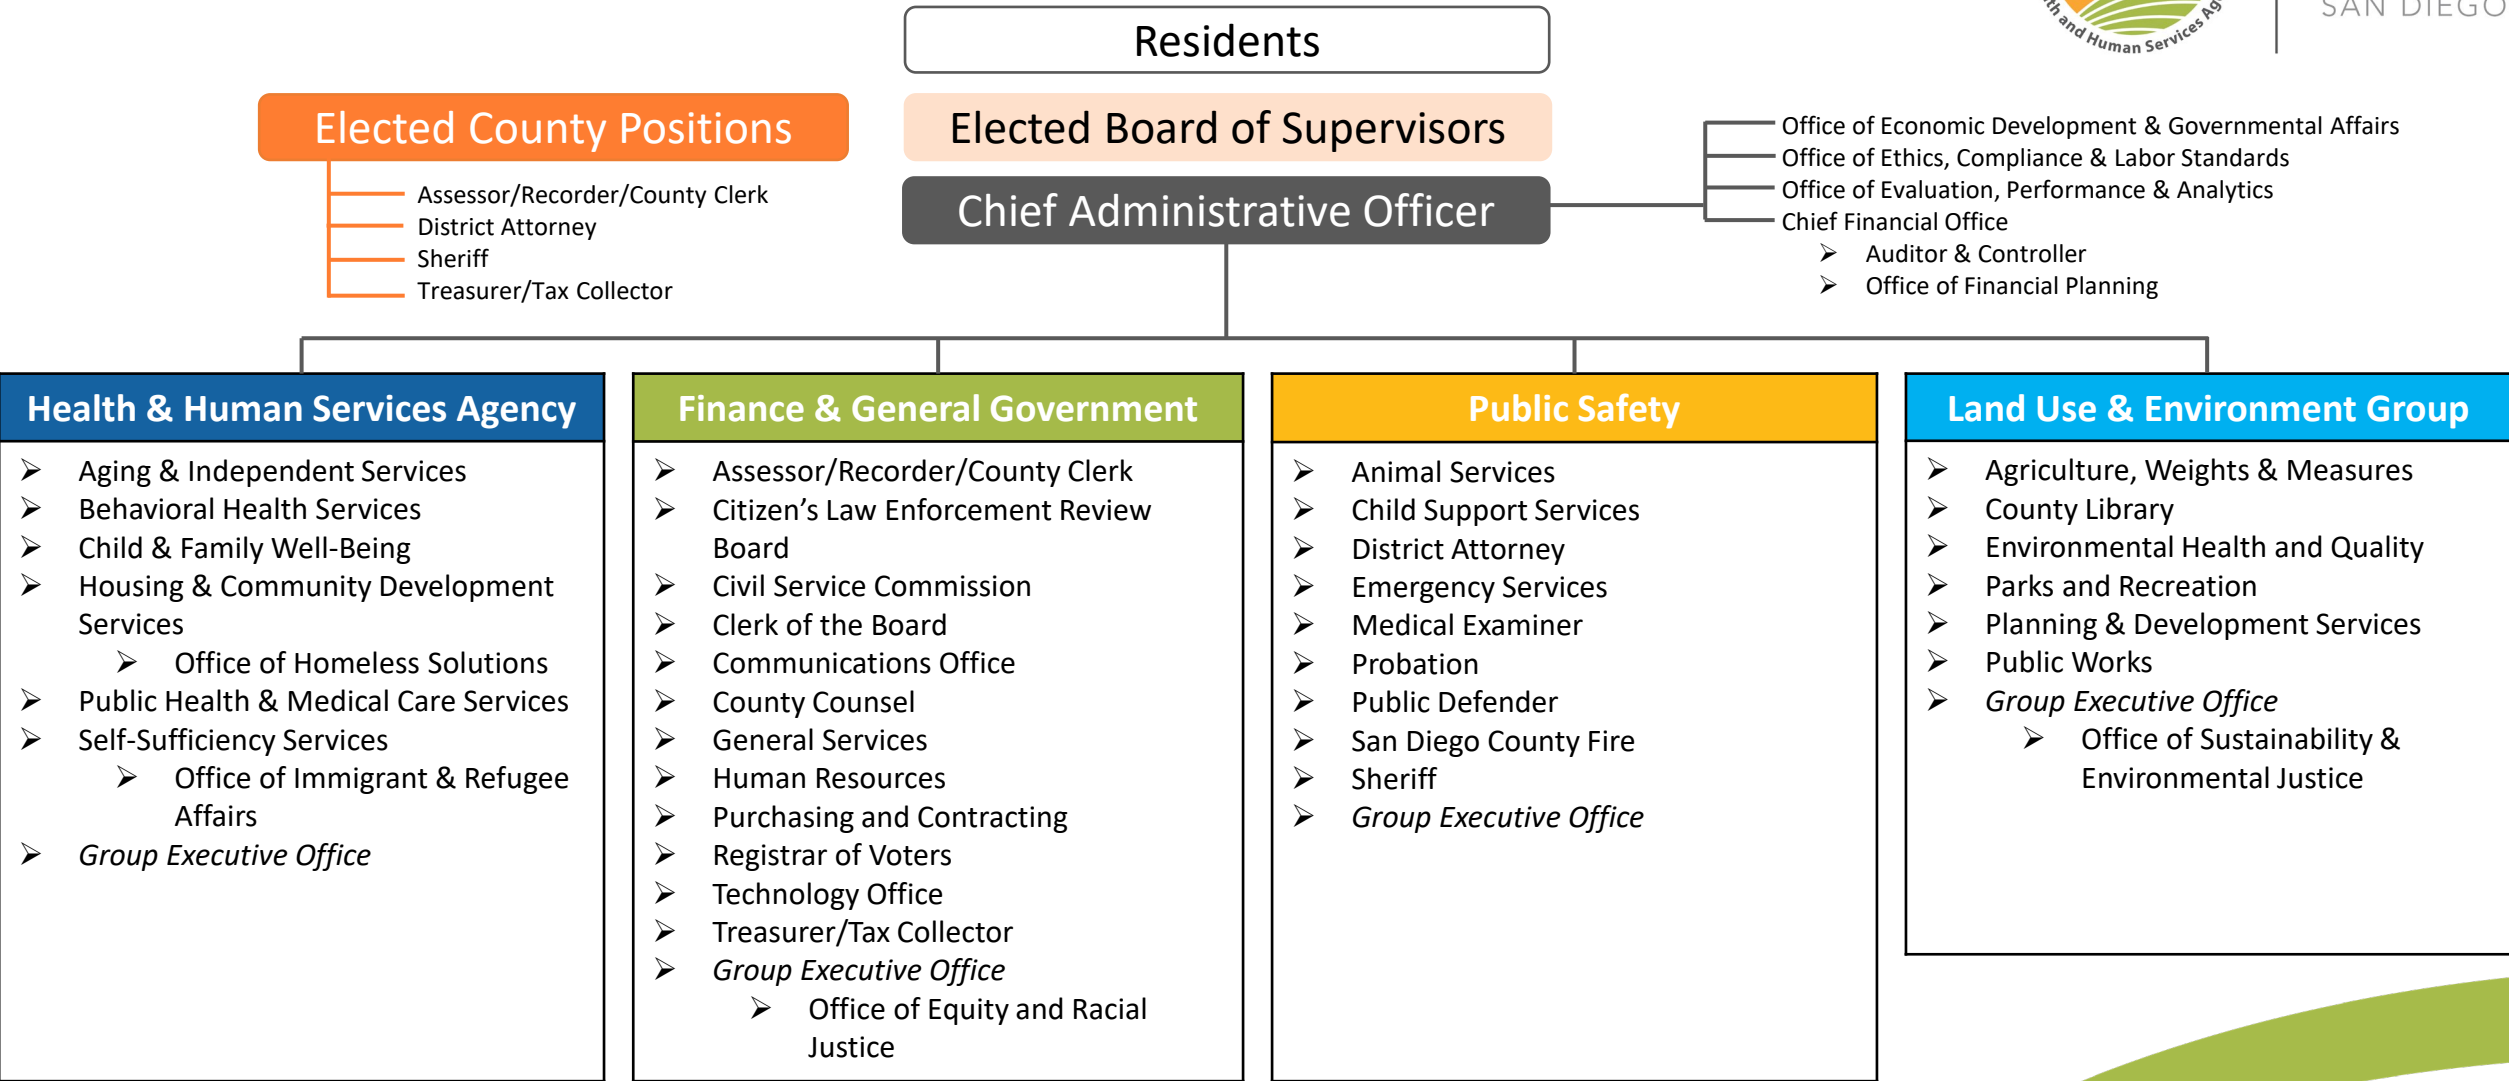 Residents
Human Services
SAN DIEGO
Elected County Positions
Assessor/Recorder/County Clerk
District Attorney
Sheriff
Treasurer/Tax Collector
Elected Board of Supervisors
Chief Administrative Officer
Office of Economic Development & Governmental Affairs
Office of Ethics, Compliance & Labor Standards
Office of Evaluation, Performance & Analytics
Chief Financial Office
➢ Auditor & Controller
➢ Office of Financial Planning
Health & Human Services Agency
➢ Aging & Independent Services
➢ Behavioral Health Services
➢ Child & Family Well-Being
➢ Housing & Community Development
Services
➢ Office of Homeless Solutions
➢ Public Health & Medical Care Services
➢ Self-Sufficiency Services
➢ Office of Immigrant & Refugee
Affairs
➢ Group Executive Office
Finance & General Government
➢ Assessor/Recorder/County Clerk
➢ Citizen’s Law Enforcement Review
Board
➢ Civil Service Commission
➢ Clerk of the Board
➢ Communications Office
➢ County Counsel
➢ General Services
➢ Human Resources
➢ Purchasing and Contracting
➢ Registrar of Voters
➢ Technology Office
➢ Treasurer/Tax Collector
➢ Group Executive Office
➢ Office of Equity and Racial
Justice
Public Safety
➢ Animal Services
➢ Child Support Services
➢ District Attorney
➢ Emergency Services
➢ Medical Examiner
➢ Probation
➢ Public Defender
➢ San Diego County Fire
➢ Sheriff
➢ Group Executive Office
Land Use & Environment Group
➢ Agriculture, Weights & Measures
➢ County Library
➢ Environmental Health and Quality
➢ Parks and Recreation
➢ Planning & Development Services
➢ Public Works
➢ Group Executive Office
➢ Office of Sustainability &
Environmental Justice